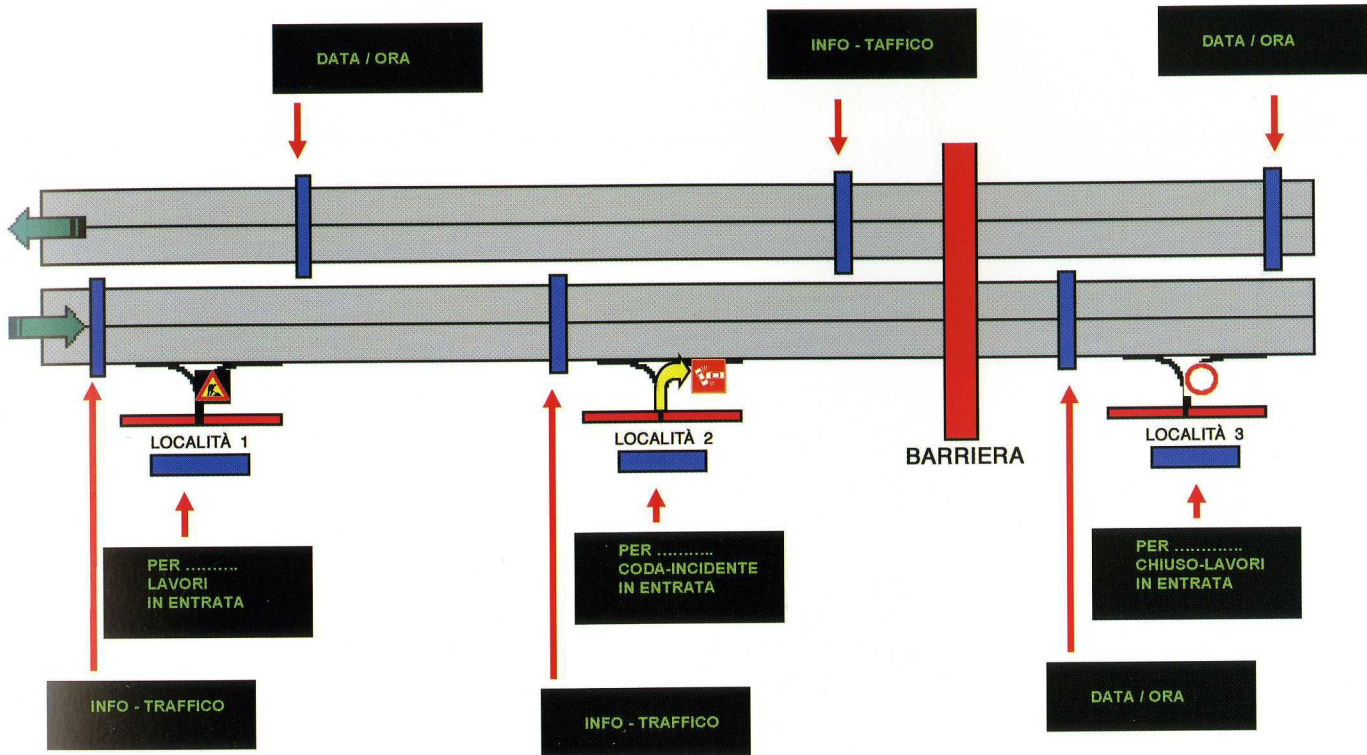 DATA / ORA
INFO - TAFFICO
DATA / ORA
LOCALITÀ 1
LOCALITÀ 2
BARRIERA
LOCALITÀ 3
PER ..........
LAVORI
IN ENTRATA
PER ...........
CODA-INCIDENTE
IN ENTRATA
PER .............
CHIUSO-LAVORI
IN ENTRATA
INFO - TRAFFICO
INFO - TRAFFICO
DATA / ORA